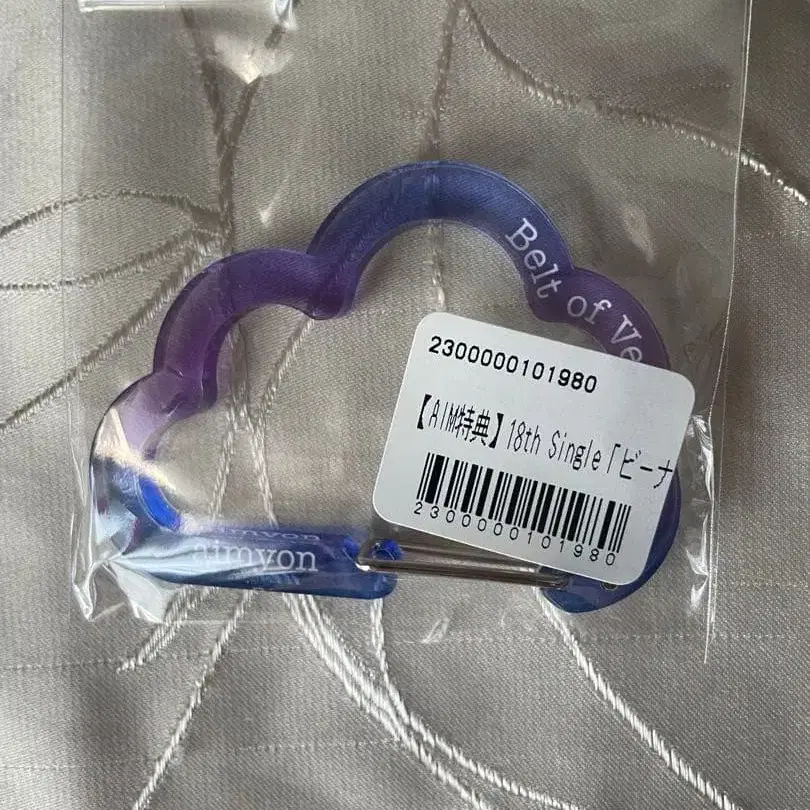 Belt of Ve
2300000101980
【AIM特典】18th Single「ビーナ
2300000101980
aimyon